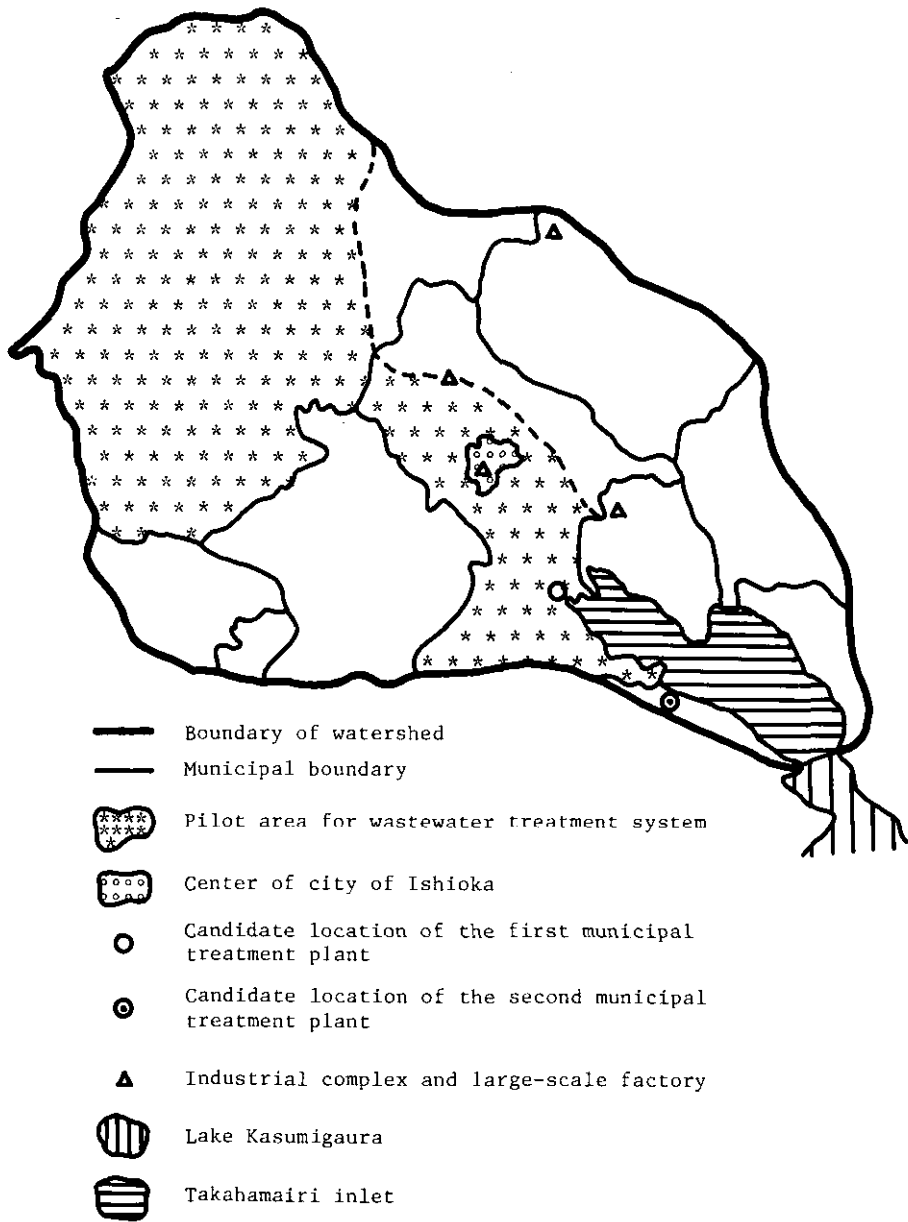 Boundary of watershed
Municipal boundary
Pilot area for wastewater treatment system
Center of city of Ishioka
Candidate location of the first municipal
treatment plant
Candidate location of the second municipal
treatment plant
Industrial complex and large-scale factory
Lake Kasumigaura
Takahamairi inlet